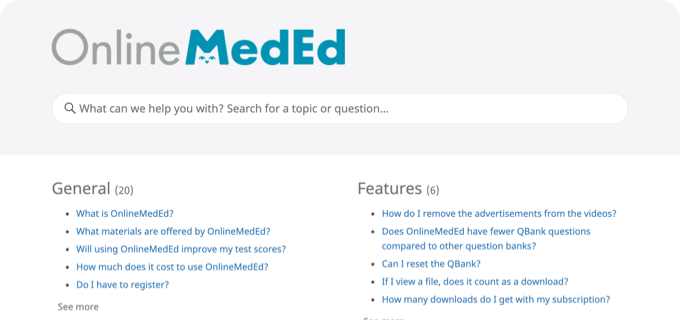 OnlineMedEd
What can we help you with? Search for a topic or question...
General (20)
What is OnlineMedEd?
What materials are offered by OnlineMedEd?
Will using OnlineMedEd improve my test scores?
How much does it cost to use OnlineMedEd?
Do I have to register?
See more
Features (6)
How do I remove the advertisements from the videos?
Does OnlineMedEd have fewer QBank questions
compared to other question banks?
Can I reset the QBank?
If I view a file, does it count as a download?
How many downloads do I get with my subscription?